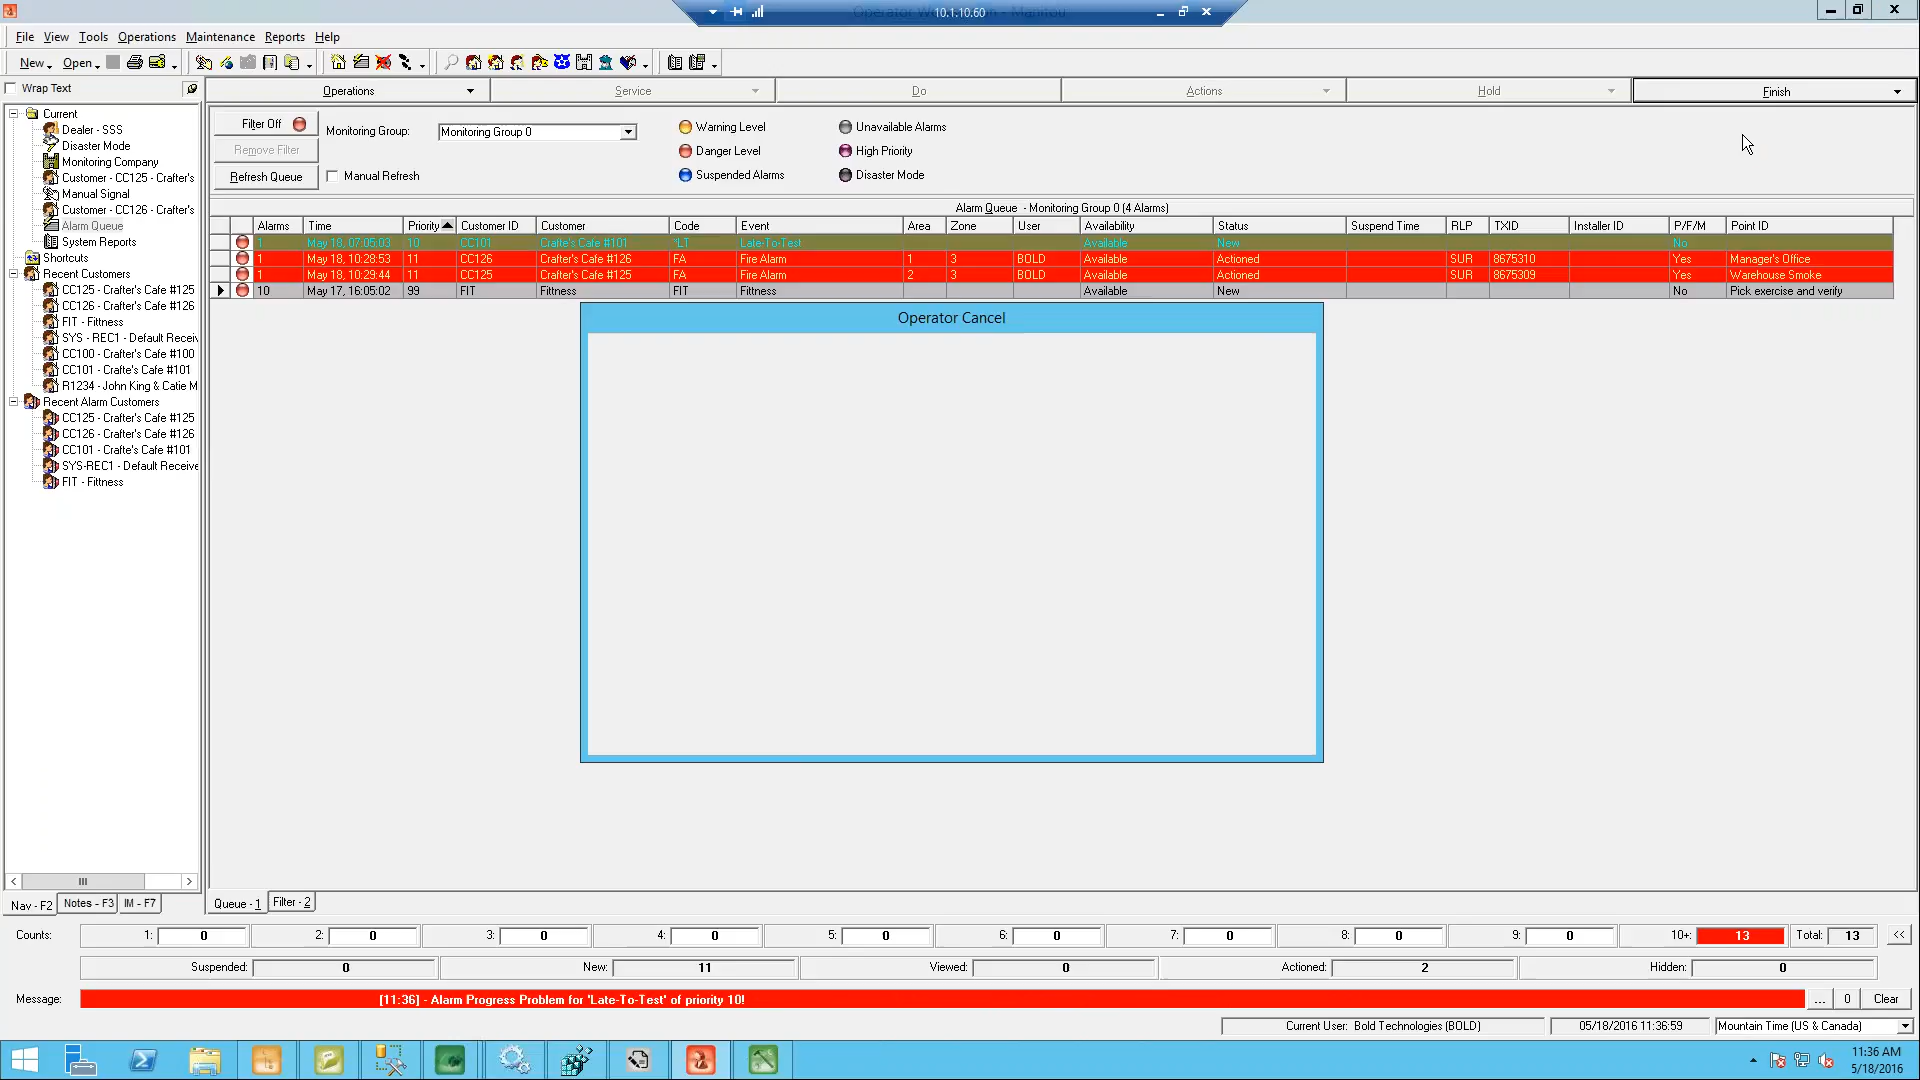 10.1.10.60
File View Tools Operations Maintenance Reports Help
New Open
Wrap Text
Operations Service Do Actions Hold Finish
Current
Dealer - SSS
Disaster Mode
Monitoring Company
Customer - CC125 - Crafter's
Manual Signal
Customer - CC126 - Crafter's
Alarm Queue
System Reports
Shortcuts
Recent Customers
CC125 - Crafter's Cafe #125
CC126 - Crafter's Cafe #126
FIT - Fitness
SYS - REC1 - Default Receiv
CC100 - Crafter's Cafe #100
CC101 - Crafte's Cafe #101
R1234 - John King & Catie M
Recent Alarm Customers
CC125 - Crafter's Cafe #125
CC126 - Crafter's Cafe #126
CC101 - Crafte's Cafe #101
SYS-REC1 - Default Receive
FIT - Fitness
Nav - F2 Notes - F3 IM - F7
Filter Off Monitoring Group: Monitoring Group 0
Remove Filter
Refresh Queue Manual Refresh
Warning Level Unavailable Alarms
Danger Level High Priority
Suspended Alarms Disaster Mode
Alarm Queue - Monitoring Group 0 (4 Alarms)
Alarms Time Priority Customer ID Customer Code Event Area Zone User Availability Status Suspend Time RLP TXID Installer ID P/F/M Point ID
1 May 18, 07:05:03 10 CC101 Crafte's Cafe #101 *LT Late-To-Test Available New No
1 May 18, 10:28:53 11 CC126 Crafter's Cafe #126 FA Fire Alarm 1 3 BOLD Available Actioned SUR 8675310 Yes Manager's Office
1 May 18, 10:29:44 11 CC125 Crafter's Cafe #125 FA Fire Alarm 2 3 BOLD Available Actioned SUR 8675309 Yes Warehouse Smoke
10 May 17, 16:05:02 99 FIT Fittness FIT Fitness Available New No Pick exercise and verify
Operator Cancel
Queue - 1 Filter - 2
Counts: 1: 0 2: 0 3: 0 4: 0 5: 0 6: 0 7: 0 8: 0 9: 0 10+: 13 Total: 13 <<
Suspended: 0 New: 11 Viewed: 0 Actioned: 2 Hidden: 0
Message: [11:36] - Alarm Progress Problem for 'Late-To-Test' of priority 10! ... 0 Clear
Current User: Bold Technologies (BOLD) 05/18/2016 11:36:59 Mountain Time (US & Canada)
11:36 AM
5/18/2016